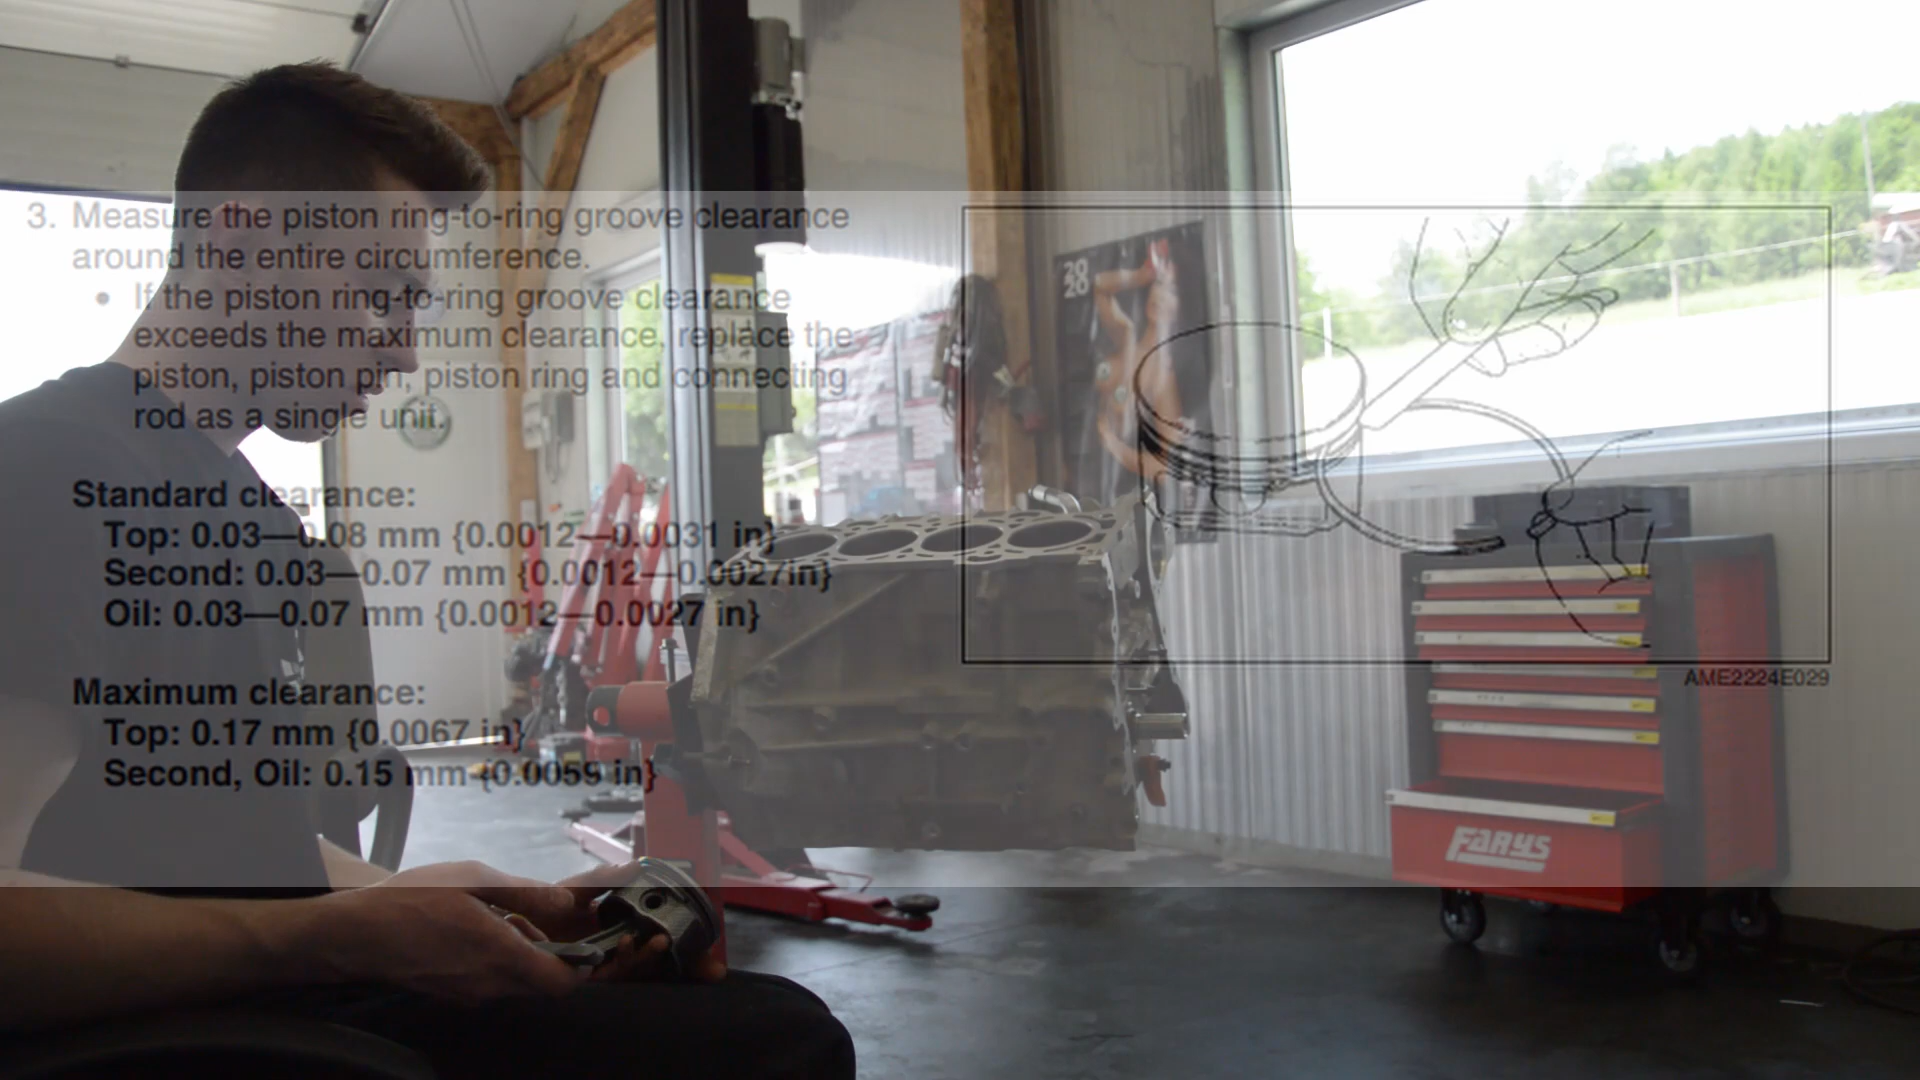 3. Measure the piston ring-to-ring groove clearance
around the entire circumference.
• If the piston ring-to-ring groove clearance
exceeds the maximum clearance, replace the
piston, piston pin, piston ring and connecting
rod as a single unit.
Standard clearance:
Top: 0.03—0.08 mm {0.0012—0.0031 in}
Second: 0.03—0.07 mm {0.0012—0.0027in}
Oil: 0.03—0.07 mm {0.0012—0.0027 in}
Maximum clearance:
Top: 0.17 mm {0.0067 in}
Second, Oil: 0.15 mm {0.0059 in}
20
20
AME2224E029
FARYS